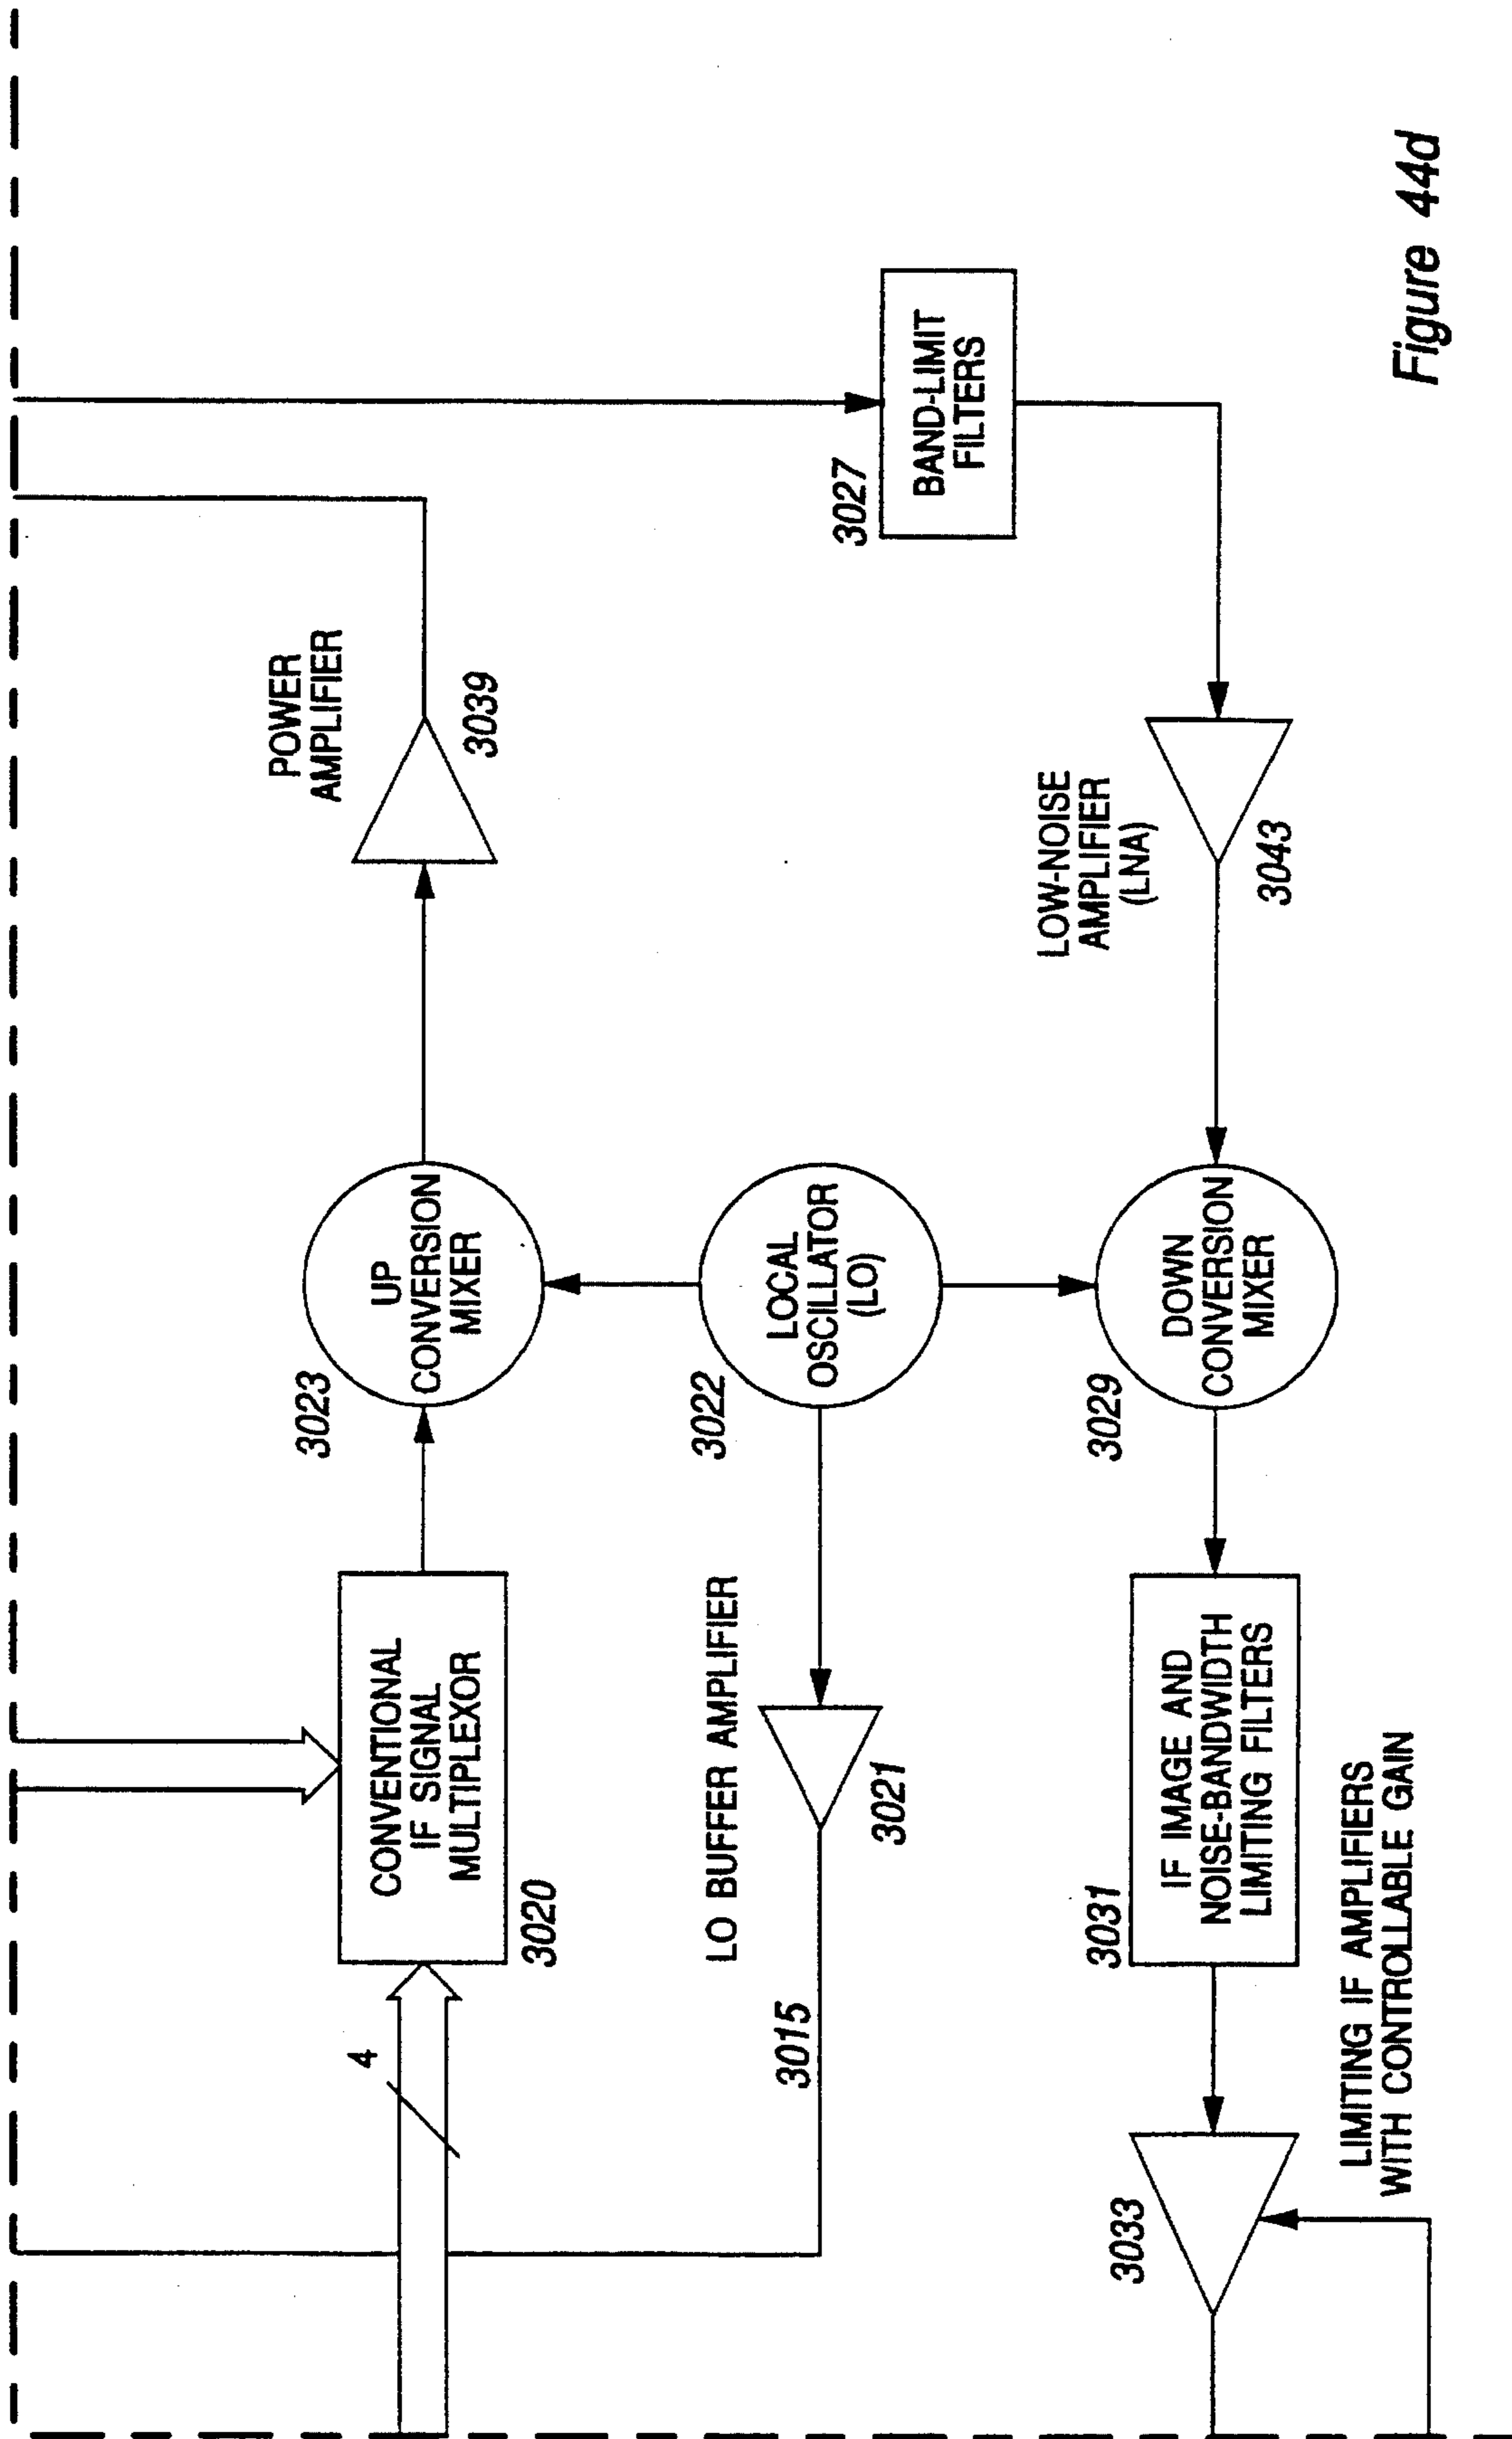 POWER
AMPLIFIER
3039
3023
UP
CONVERSION
MIXER
CONVENTIONAL
IF SIGNAL
MULTIPLEXOR
3020
4
3027
BAND-LIMIT
FILTERS
3022
LOCAL
OSCILLATOR
(LO)
LO BUFFER AMPLIFIER
3021
3015
LOW-NOISE
AMPLIFIER
(LNA)
3043
3029
DOWN
CONVERSION
MIXER
3031
IF IMAGE AND
NOISE-BANDWIDTH
LIMITING FILTERS
3033
LIMITING IF AMPLIFIERS
WITH CONTROLLABLE GAIN
Figure 44d